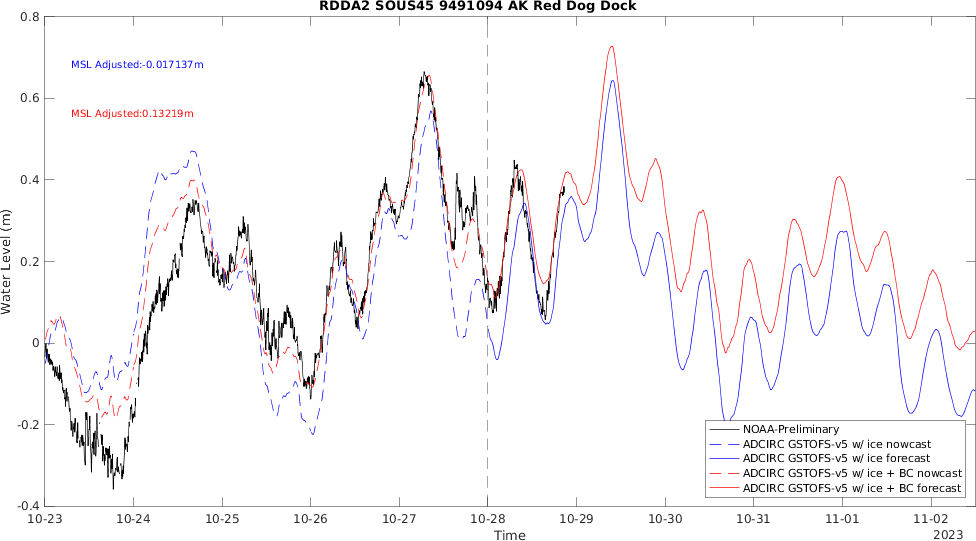 RDDA2 SOUS45 9491094 AK Red Dog Dock
0.8
MSL Adjusted:-0.017137m
0.6
MSL Adjusted:0.13219m
0.4
Water Level (m)
0.2
0
-0.2
-0.4
NOAA-Preliminary
ADCIRC GSTOFS-v5 w/ ice nowcast
ADCIRC GSTOFS-v5 w/ ice forecast
ADCIRC GSTOFS-v5 w/ ice + BC nowcast
ADCIRC GSTOFS-v5 w/ ice + BC forecast
10-23 10-24 10-25 10-26 10-27 10-28 10-29 10-30 10-31 11-01 11-02
Time
2023